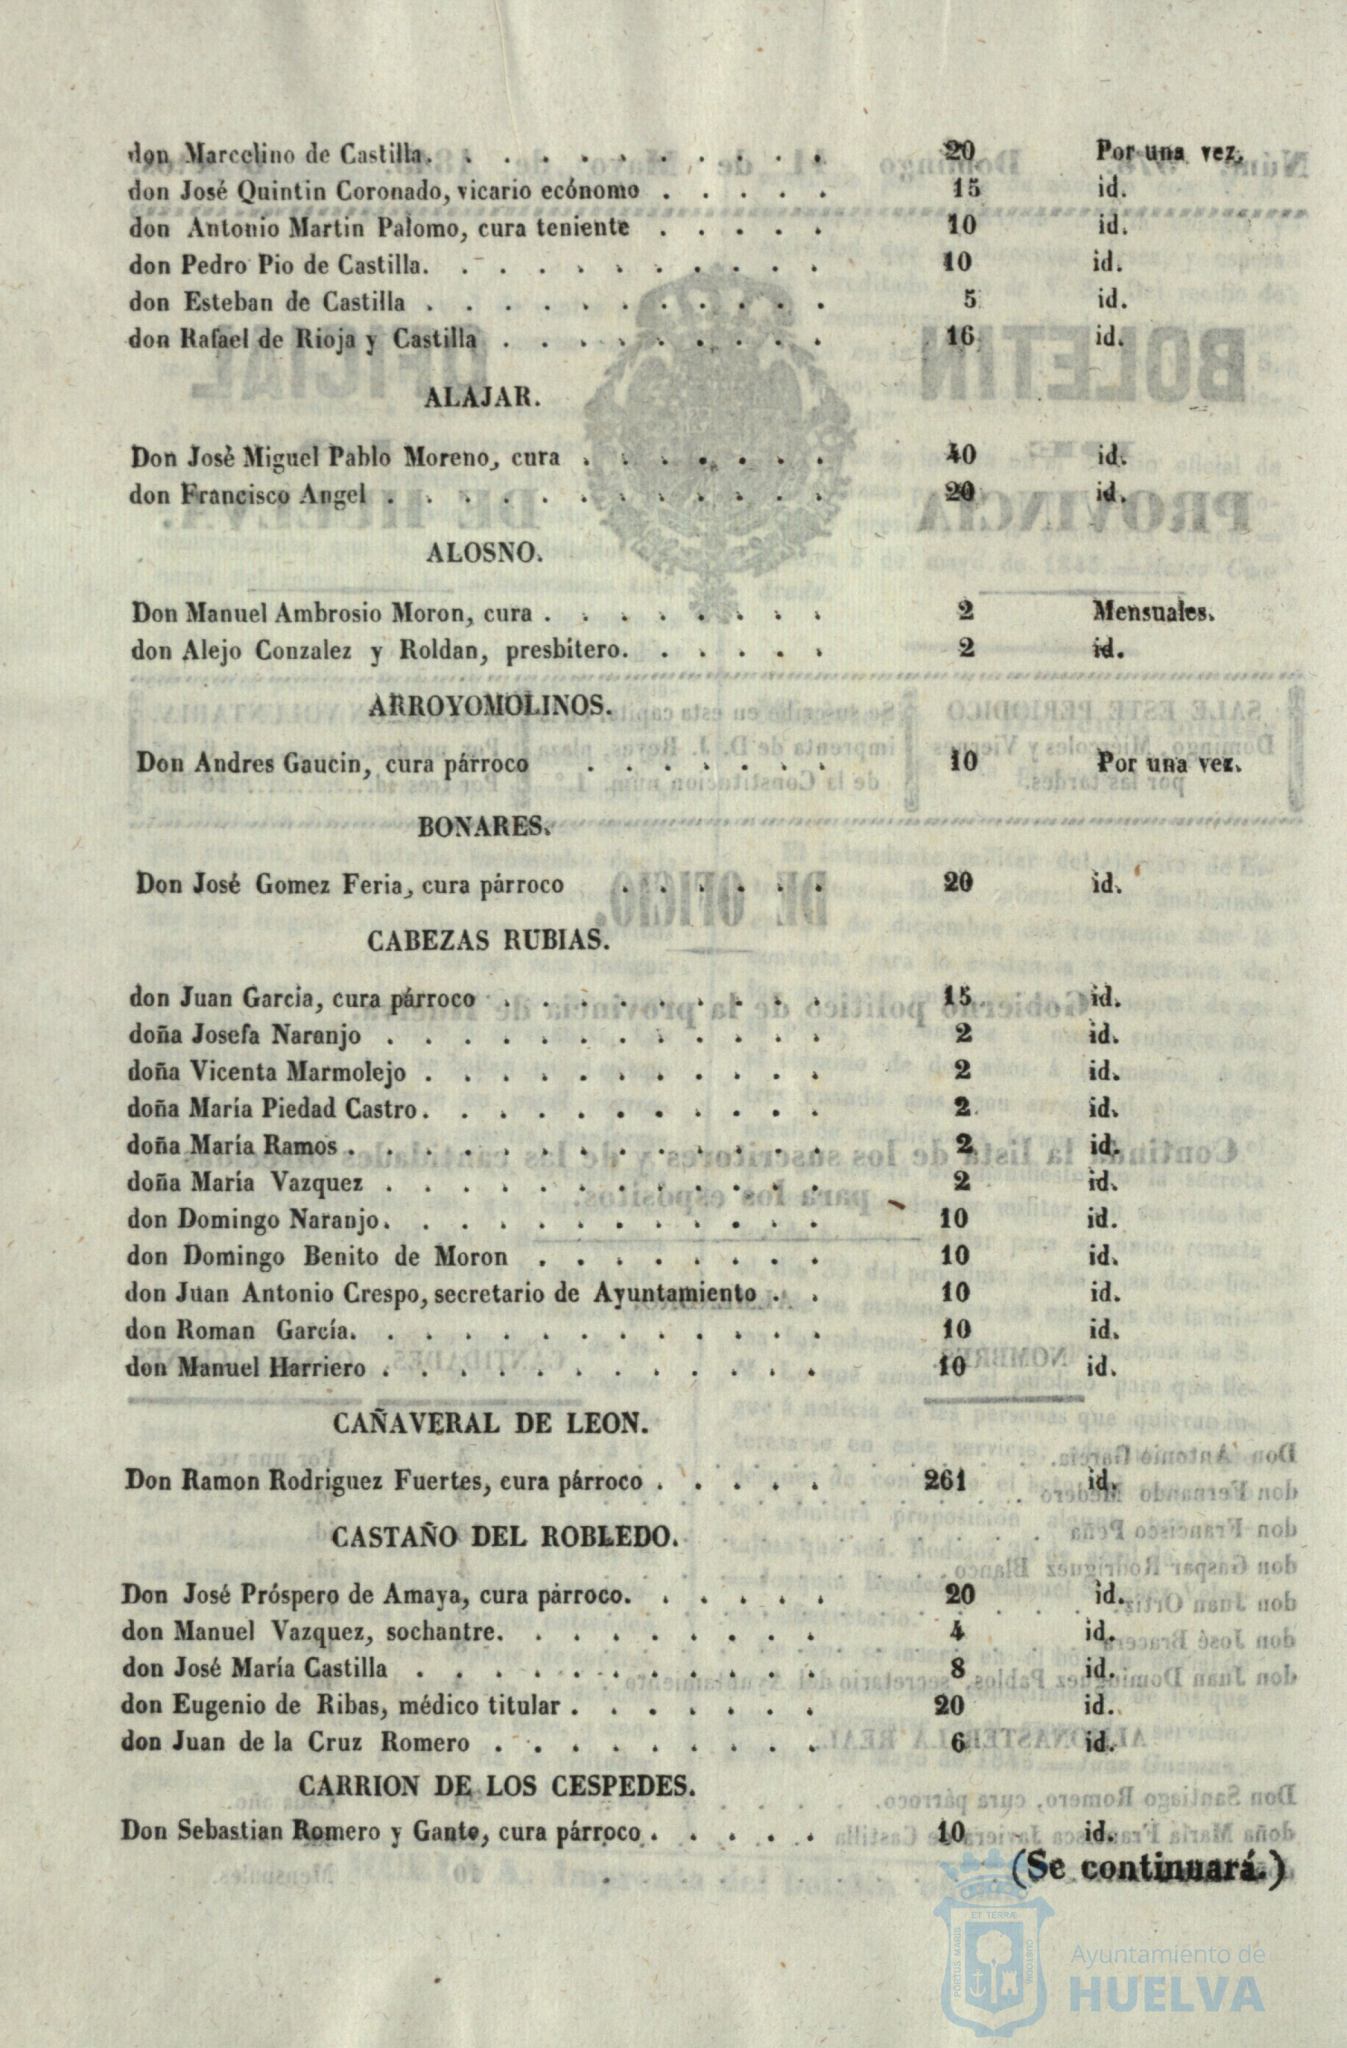 don Marcelino de Castilla. . . . . . . . . . . . 20 Por una vez.
don José Quintin Coronado, vicario ecónomo . . . . . 15 id.
don Antonio Martin Palomo, cura teniente . . . . . 10 id.
don Pedro Pio de Castilla. . . . . . . . . . . . 10 id.
don Esteban de Castilla . . . . . . . . . . . . 5 id.
don Rafael de Rioja y Castilla . . . . . . . . . 16 id.
ALAJAR.
Don José Miguel Pablo Moreno, cura . . . . . . . 40 id.
don Francisco Angel . . . . . . . . . . . . 20 id.
ALOSNO.
Don Manuel Ambrosio Moron, cura . . . . . . . . 2 Mensuales.
don Alejo Conzalez y Roldan, presbitero. . . . . . 2 id.
ARROYOMOLINOS.
Don Andres Gaucin, cura párroco . . . . . . . 10 Por una vez.
BONARES.
Don José Gomez Feria, cura párroco . . . . . . 20 id.
CABEZAS RUBIAS.
don Juan Garcia, cura párroco . . . . . . . . . 15 id.
doña Josefa Naranjo . . . . . . . . . . . . 2 id.
doña Vicenta Marmolejo . . . . . . . . . . . 2 id.
doña María Piedad Castro. . . . . . . . . . . 2 id.
doña María Ramos . . . . . . . . . . . . . 2 id.
doña María Vazquez . . . . . . . . . . . . 2 id.
don Domingo Naranjo. . . . . . . . . . . . 10 id.
don Domingo Benito de Moron . . . . . . . . 10 id.
don Juan Antonio Crespo, secretario de Ayuntamiento . . 10 id.
don Roman García. . . . . . . . . . . . . 10 id.
don Manuel Harriero . . . . . . . . . . . . 10 id.
CAÑAVERAL DE LEON.
Don Ramon Rodriguez Fuertes, cura párroco . . . . . 261 id.
CASTAÑO DEL ROBLEDO.
Don José Próspero de Amaya, cura párroco. . . . . . 20 id.
don Manuel Vazquez, sochantre. . . . . . . . . 4 id.
don José María Castilla . . . . . . . . . . . 8 id.
don Eugenio de Ribas, médico titular . . . . . . . 20 id.
don Juan de la Cruz Romero . . . . . . . . . 6 id.
CARRION DE LOS CESPEDES.
Don Sebastian Romero y Gante, cura párroco . . . . . 10 id.
(Se continuará.)
PORTUS MARIS
ET TERRÆ
CUSTODIA
Ayuntamiento de
HUELVA